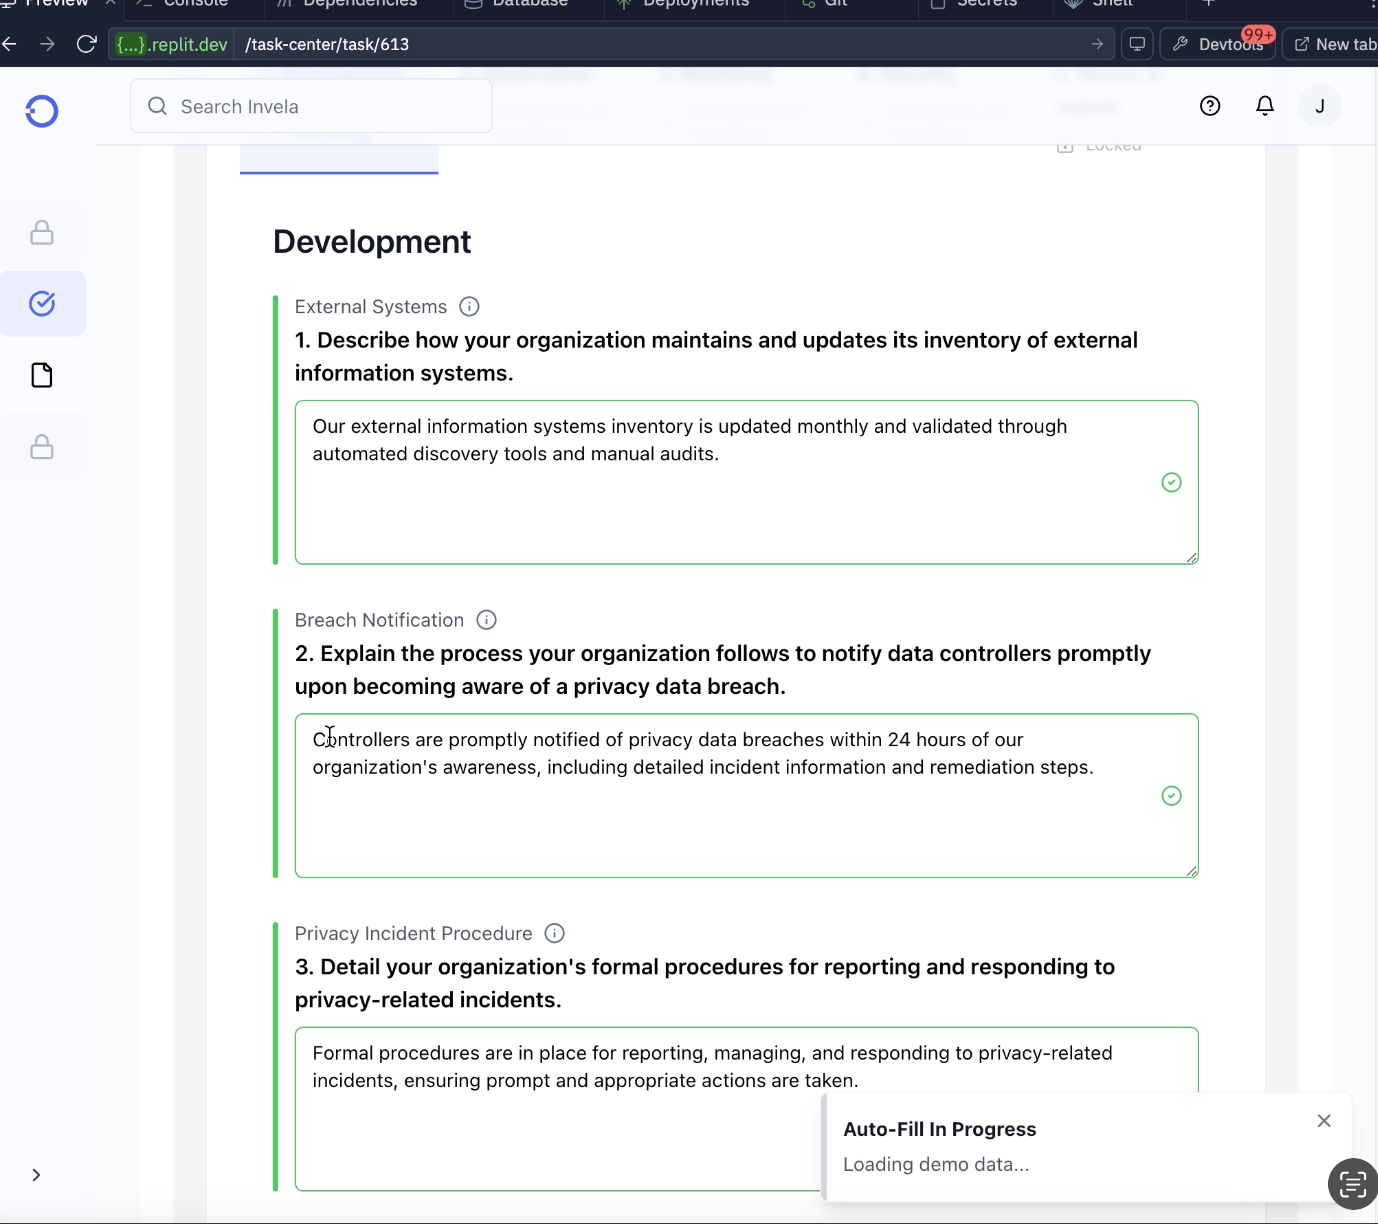 Preview
Console
Dependencies
Database
Deployments
Git
Secrets
Shell
{...}.replit.dev
/task-center/task/613
Devtools
99+
New tab
Search Invela
J
Locked
Development
External Systems
1. Describe how your organization maintains and updates its inventory of external
information systems.
Our external information systems inventory is updated monthly and validated through
automated discovery tools and manual audits.
Breach Notification
2. Explain the process your organization follows to notify data controllers promptly
upon becoming aware of a privacy data breach.
Controllers are promptly notified of privacy data breaches within 24 hours of our
organization's awareness, including detailed incident information and remediation steps.
Privacy Incident Procedure
3. Detail your organization's formal procedures for reporting and responding to
privacy-related incidents.
Formal procedures are in place for reporting, managing, and responding to privacy-related
incidents, ensuring prompt and appropriate actions are taken.
Auto-Fill In Progress
Loading demo data...